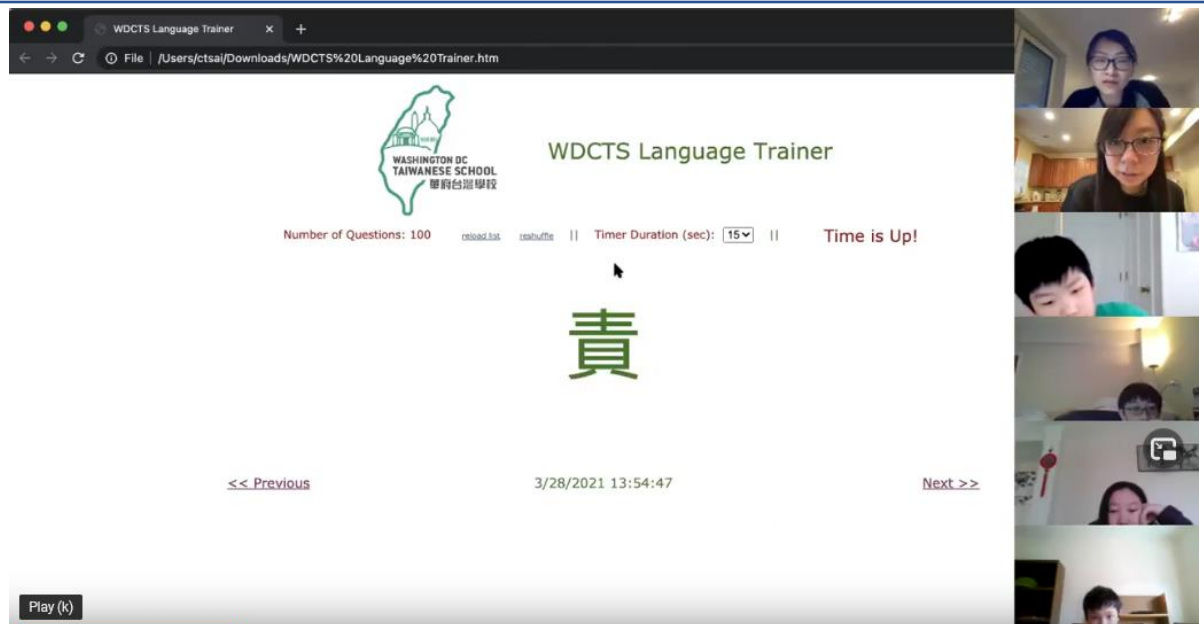 WDCTS Language Trainer
File | /Users/ctsai/Downloads/WDCTS%20Language%20Trainer.htm
WASHINGTON DC
TAIWANESE SCHOOL
華府台灣學校
WDCTS Language Trainer
Number of Questions: 100 reload list reshuffle || Timer Duration (sec): 15 || Time is Up!
責
<< Previous 3/28/2021 13:54:47 Next >>
Play (k)